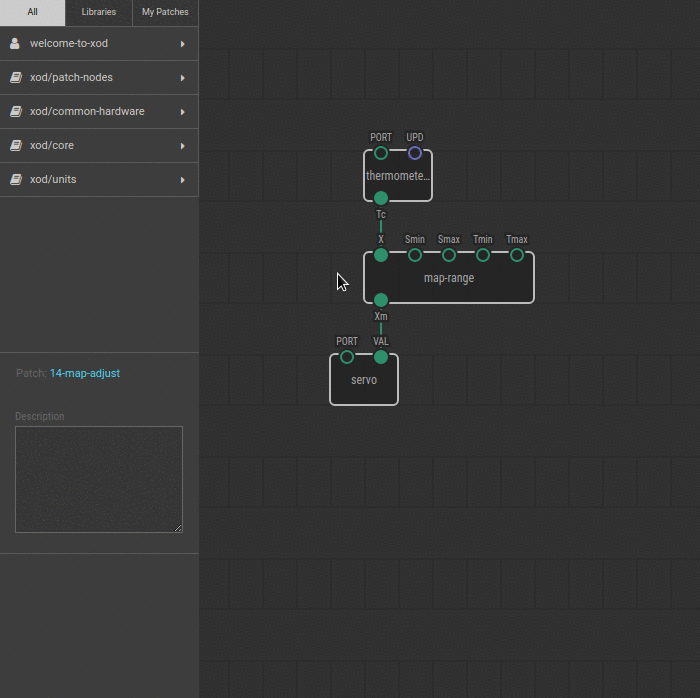 All Libraries My Patches
welcome-to-xod
xod/patch-nodes
xod/common-hardware
xod/core
xod/units
Patch: 14-map-adjust
Description
PORT UPD
thermomete...
Tc
X Smin Smax Tmin Tmax
map-range
Xm
PORT VAL
servo